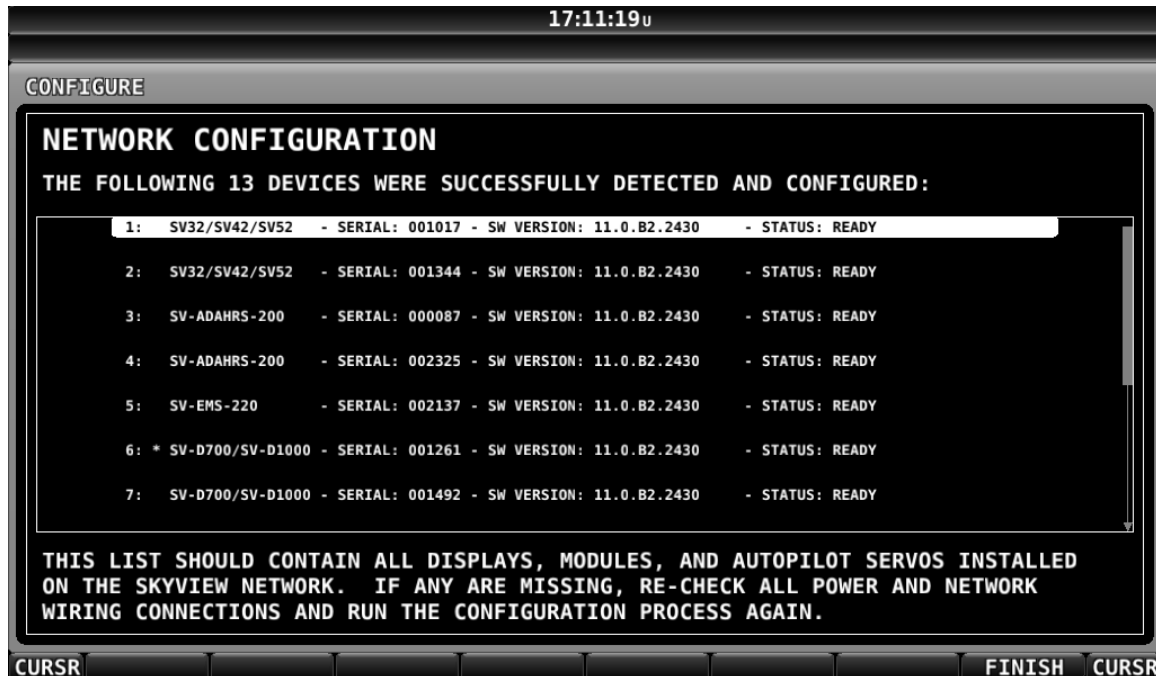 17:11:19U
CONFIGURE
NETWORK CONFIGURATION
THE FOLLOWING 13 DEVICES WERE SUCCESSFULLY DETECTED AND CONFIGURED:
1: SV32/SV42/SV52 - SERIAL: 001017 - SW VERSION: 11.0.B2.2430 - STATUS: READY
2: SV32/SV42/SV52 - SERIAL: 001344 - SW VERSION: 11.0.B2.2430 - STATUS: READY
3: SV-ADAHRS-200 - SERIAL: 000087 - SW VERSION: 11.0.B2.2430 - STATUS: READY
4: SV-ADAHRS-200 - SERIAL: 002325 - SW VERSION: 11.0.B2.2430 - STATUS: READY
5: SV-EMS-220 - SERIAL: 002137 - SW VERSION: 11.0.B2.2430 - STATUS: READY
6: * SV-D700/SV-D1000 - SERIAL: 001261 - SW VERSION: 11.0.B2.2430 - STATUS: READY
7: SV-D700/SV-D1000 - SERIAL: 001492 - SW VERSION: 11.0.B2.2430 - STATUS: READY
THIS LIST SHOULD CONTAIN ALL DISPLAYS, MODULES, AND AUTOPILOT SERVOS INSTALLED
ON THE SKYVIEW NETWORK. IF ANY ARE MISSING, RE-CHECK ALL POWER AND NETWORK
WIRING CONNECTIONS AND RUN THE CONFIGURATION PROCESS AGAIN.
CURSR FINISH CURSR